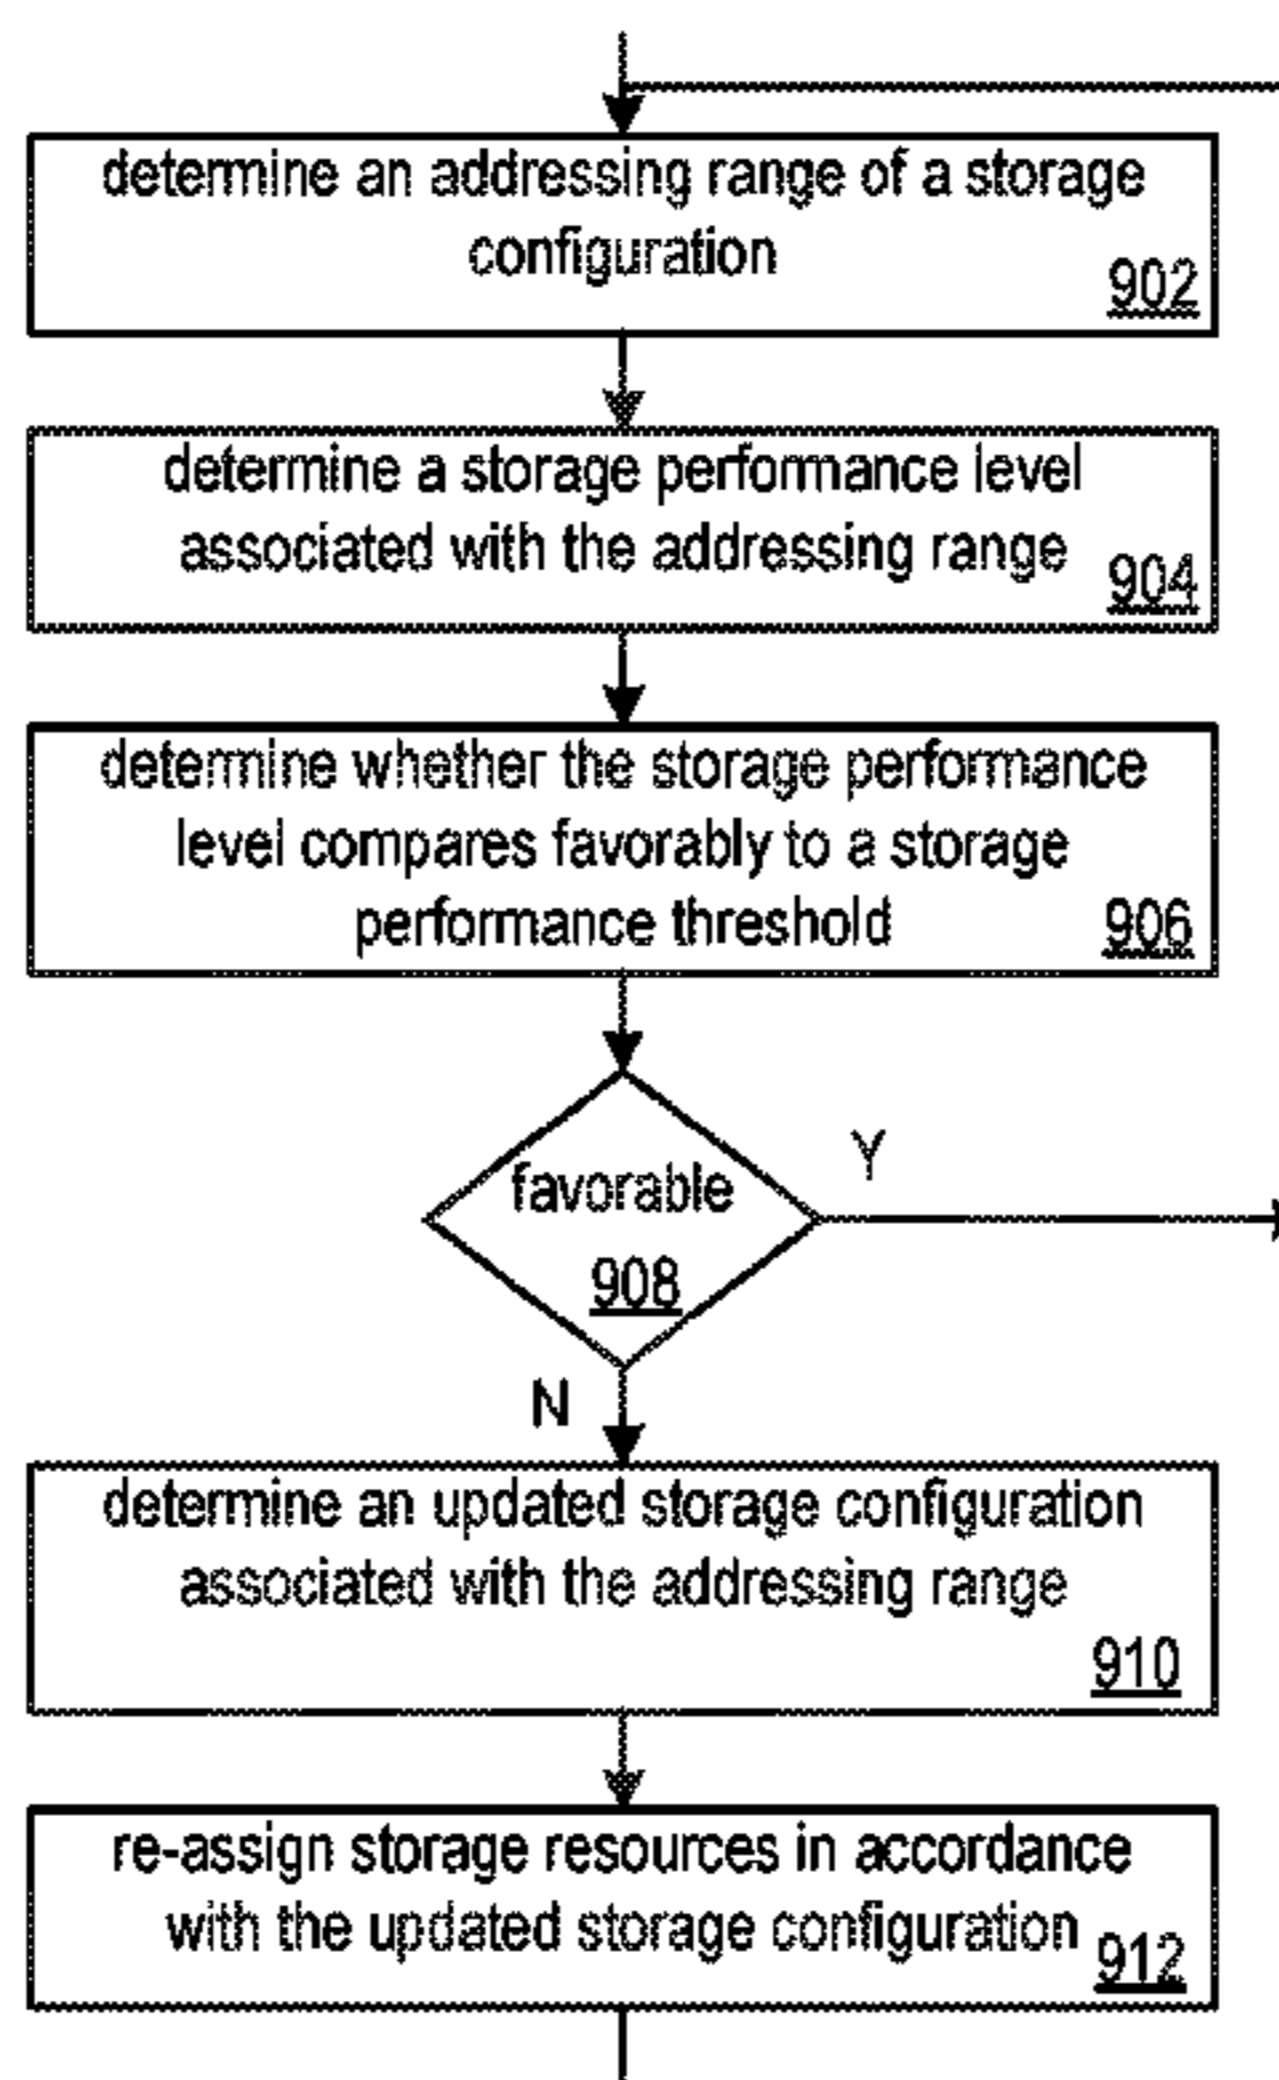 determine an addressing range of a storage
configuration
902
determine a storage performance level
associated with the addressing range
904
determine whether the storage performance
level compares favorably to a storage
performance threshold
906
favorable
Y
908
N
determine an updated storage configuration
associated with the addressing range
910
re-assign storage resources in accordance
with the updated storage configuration
912